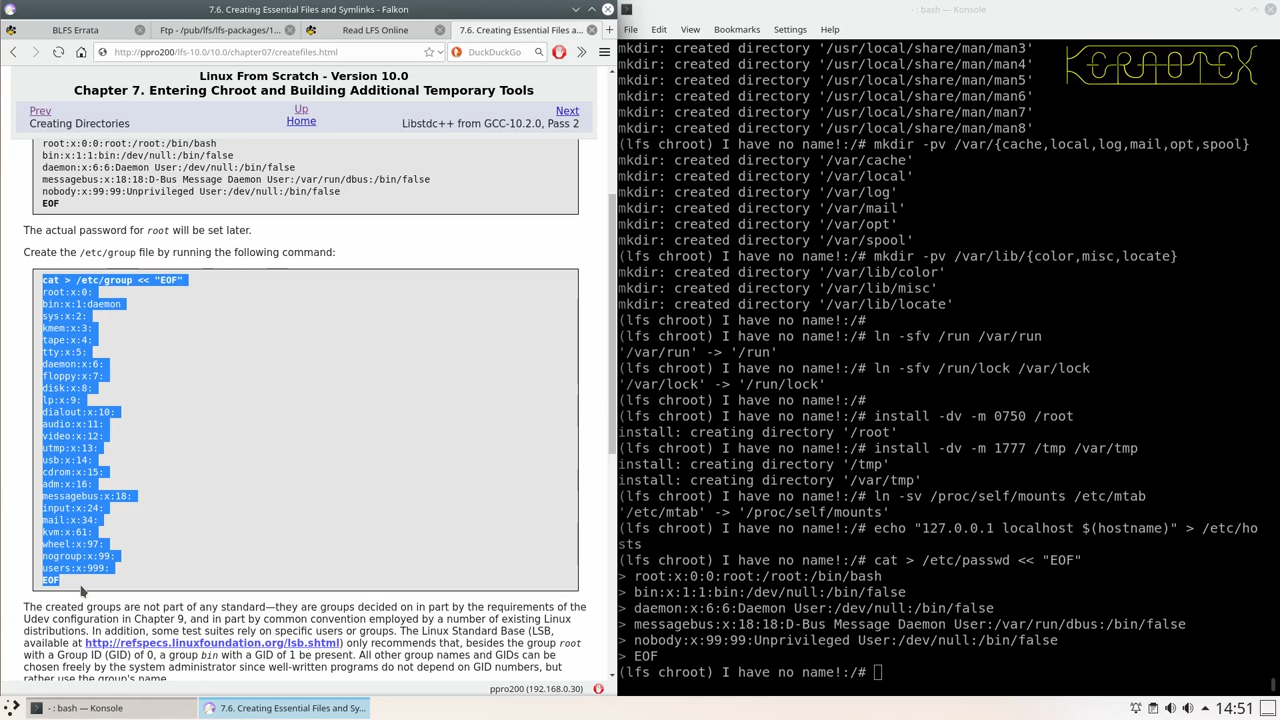 7.6. Creating Essential Files and Symlinks - Falkon
BLFS Errata
Ftp - /pub/lfs/lfs-packages/1...
Read LFS Online
7.6. Creating Essential Files a...
http://ppro200/lfs-10.0/10.0/chapter07/createfiles.html
DuckDuckGo
Linux From Scratch - Version 10.0
Chapter 7. Entering Chroot and Building Additional Temporary Tools
Prev
Up
Next
Creating Directories
Home
Libstdc++ from GCC-10.2.0, Pass 2
root:x:0:0:root:/root:/bin/bash
bin:x:1:1:bin:/dev/null:/bin/false
daemon:x:6:6:Daemon User:/dev/null:/bin/false
messagebus:x:18:18:D-Bus Message Daemon User:/var/run/dbus:/bin/false
nobody:x:99:99:Unprivileged User:/dev/null:/bin/false
EOF
The actual password for root will be set later.
Create the /etc/group file by running the following command:
cat > /etc/group << "EOF"
root:x:0:
bin:x:1:daemon
sys:x:2:
kmem:x:3:
tape:x:4:
tty:x:5:
daemon:x:6:
floppy:x:7:
disk:x:8:
lp:x:9:
dialout:x:10:
audio:x:11:
video:x:12:
utmp:x:13:
usb:x:14:
cdrom:x:15:
adm:x:16:
messagebus:x:18:
input:x:24:
mail:x:34:
kvm:x:61:
wheel:x:97:
nogroup:x:99:
users:x:999:
EOF
The created groups are not part of any standard—they are groups decided on in part by the requirements of the
Udev configuration in Chapter 9, and in part by common convention employed by a number of existing Linux
distributions. In addition, some test suites rely on specific users or groups. The Linux Standard Base (LSB,
available at http://refspecs.linuxfoundation.org/lsb.shtml) only recommends that, besides the group root
with a Group ID (GID) of 0, a group bin with a GID of 1 be present. All other group names and GIDs can be
chosen freely by the system administrator since well-written programs do not depend on GID numbers, but
rather use the group's name.
ppro200 (192.168.0.30)
- : bash — Konsole
File Edit View Bookmarks Settings Help
KERAOTEX
mkdir: created directory '/usr/local/share/man/man3'
mkdir: created directory '/usr/local/share/man/man4'
mkdir: created directory '/usr/local/share/man/man5'
mkdir: created directory '/usr/local/share/man/man6'
mkdir: created directory '/usr/local/share/man/man7'
mkdir: created directory '/usr/local/share/man/man8'
(lfs chroot) I have no name!:/# mkdir -pv /var/{cache,local,log,mail,opt,spool}
mkdir: created directory '/var/cache'
mkdir: created directory '/var/local'
mkdir: created directory '/var/log'
mkdir: created directory '/var/mail'
mkdir: created directory '/var/opt'
mkdir: created directory '/var/spool'
(lfs chroot) I have no name!:/# mkdir -pv /var/lib/{color,misc,locate}
mkdir: created directory '/var/lib/color'
mkdir: created directory '/var/lib/misc'
mkdir: created directory '/var/lib/locate'
(lfs chroot) I have no name!:/#
(lfs chroot) I have no name!:/# ln -sfv /run /var/run
'/var/run' -> '/run'
(lfs chroot) I have no name!:/# ln -sfv /run/lock /var/lock
'/var/lock' -> '/run/lock'
(lfs chroot) I have no name!:/#
(lfs chroot) I have no name!:/# install -dv -m 0750 /root
install: creating directory '/root'
(lfs chroot) I have no name!:/# install -dv -m 1777 /tmp /var/tmp
install: creating directory '/tmp'
install: creating directory '/var/tmp'
(lfs chroot) I have no name!:/# ln -sv /proc/self/mounts /etc/mtab
'/etc/mtab' -> '/proc/self/mounts'
(lfs chroot) I have no name!:/# echo "127.0.0.1 localhost $(hostname)" > /etc/ho
sts
(lfs chroot) I have no name!:/# cat > /etc/passwd << "EOF"
> root:x:0:0:root:/root:/bin/bash
> bin:x:1:1:bin:/dev/null:/bin/false
> daemon:x:6:6:Daemon User:/dev/null:/bin/false
> messagebus:x:18:18:D-Bus Message Daemon User:/var/run/dbus:/bin/false
> nobody:x:99:99:Unprivileged User:/dev/null:/bin/false
> EOF
(lfs chroot) I have no name!:/#
- : bash — Konsole
7.6. Creating Essential Files and Sy...
14:51